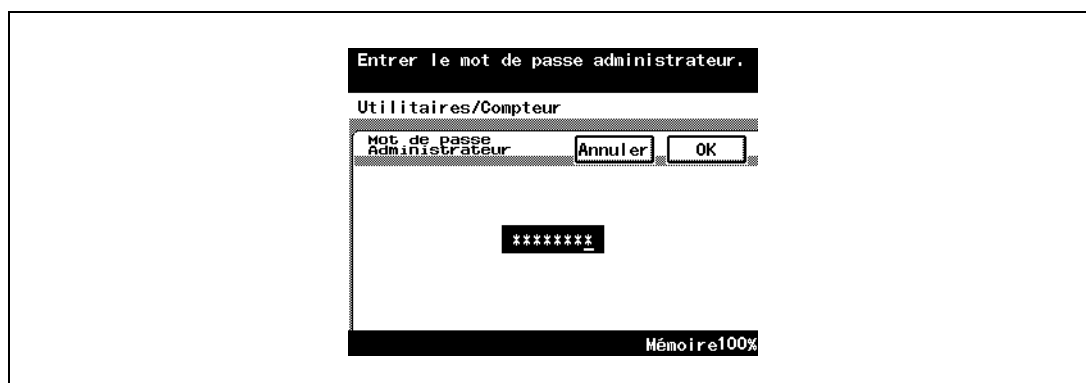 Entrer le mot de passe administrateur.
Utilitaires/Compteur
Mot de passe
Administrateur
Annuler
OK
********
Mémoire100%